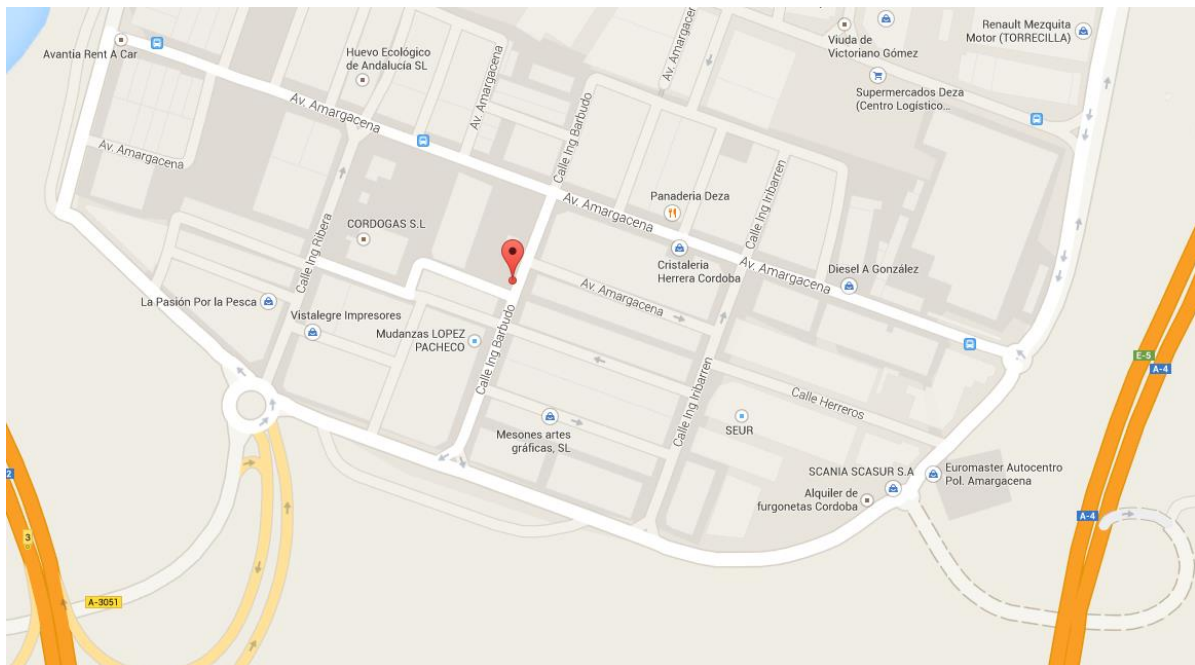 Avantia Rent A Car
Huevo Ecológico
de Andalucía SL
Av. Amargacena
Av. Amargacena
Av. Amargacena
Calle Ing Barbudo
Av. Amargacena
Viuda de
Victoriano Gómez
Renault Mezquita
Motor (TORRECILLA)
Supermercados Deza
(Centro Logístico...
Av. Amargacena
Calle Ing Ribera
CORDOGAS S.L
Panaderia Deza
Av. Amargacena
Calle Ing Iribarren
Cristaleria
Herrera Cordoba
Av. Amargacena
Diesel A González
Av. Amargacena
La Pasión Por la Pesca
Vistalegre Impresores
Mudanzas LOPEZ
PACHECO
Calle Ing Barbudo
Calle Ing Iribarren
Calle Herreros
E-5
A-4
Mesones artes
gráficas, SL
SEUR
SCANIA SCASUR S.A
Euromaster Autocentro
Pol. Amargacena
Alquiler de
furgonetas Cordoba
A-4
2
3
A-3051